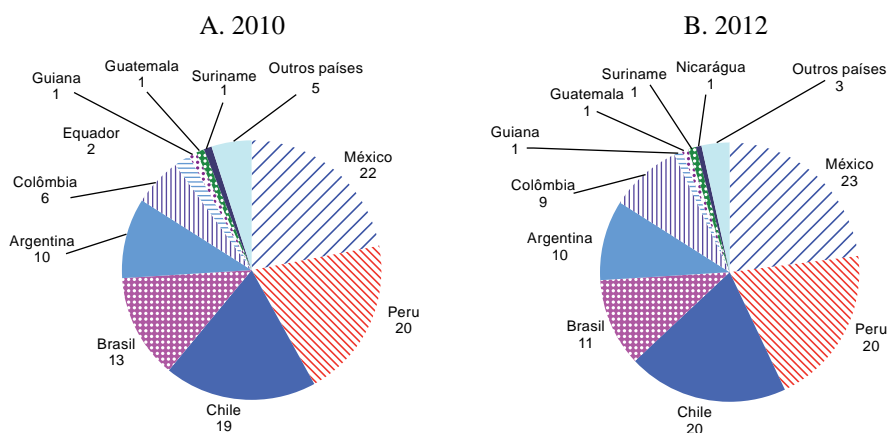 A. 2010
Guatemala
1
Suriname
1
Outros países
5
Guiana
1
Equador
2
México
22
Colômbia
6
Argentina
10
Peru
20
Brasil
13
Chile
19
B. 2012
Nicarágua
1
Suriname
1
Outros países
3
Guatemala
1
Guiana
1
México
23
Colômbia
9
Argentina
10
Brasil
11
Peru
20
Chile
20